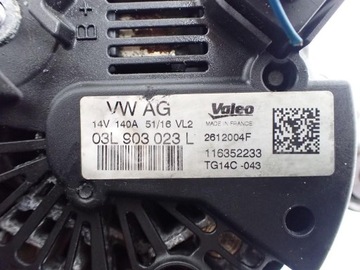 B+
VW AG
14V 140A 51/16 VL2
03L 903 023 L
Valeo
MADE IN FRANCE
2612004F
116352233
TG14C -043